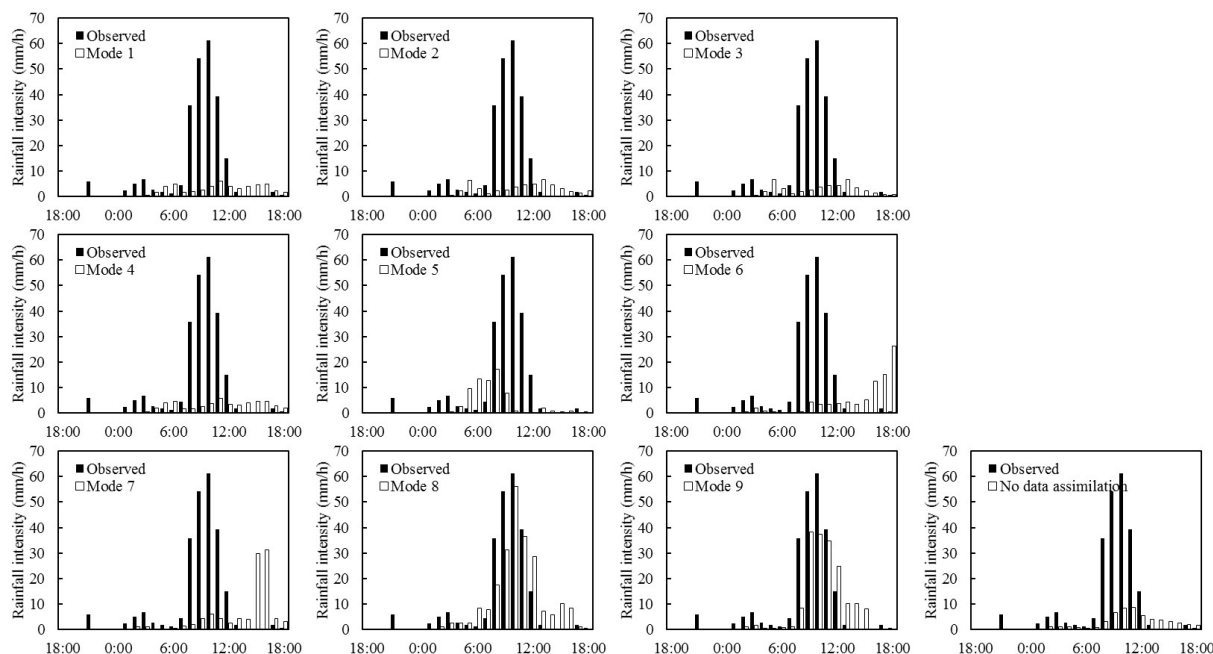 Rainfall intensity (mm/h)
70
60
50
40
30
20
10
0
Observed
Mode 1
18:00 0:00 6:00 12:00 18:00
Rainfall intensity (mm/h)
70
60
50
40
30
20
10
0
Observed
Mode 2
18:00 0:00 6:00 12:00 18:00
Rainfall intensity (mm/h)
70
60
50
40
30
20
10
0
Observed
Mode 3
18:00 0:00 6:00 12:00 18:00
Rainfall intensity (mm/h)
70
60
50
40
30
20
10
0
Observed
Mode 4
18:00 0:00 6:00 12:00 18:00
Rainfall intensity (mm/h)
70
60
50
40
30
20
10
0
Observed
Mode 5
18:00 0:00 6:00 12:00 18:00
Rainfall intensity (mm/h)
70
60
50
40
30
20
10
0
Observed
Mode 6
18:00 0:00 6:00 12:00 18:00
Rainfall intensity (mm/h)
70
60
50
40
30
20
10
0
Observed
Mode 7
18:00 0:00 6:00 12:00 18:00
Rainfall intensity (mm/h)
70
60
50
40
30
20
10
0
Observed
Mode 8
18:00 0:00 6:00 12:00 18:00
Rainfall intensity (mm/h)
70
60
50
40
30
20
10
0
Observed
Mode 9
18:00 0:00 6:00 12:00 18:00
Rainfall intensity (mm/h)
70
60
50
40
30
20
10
0
Observed
No data assimilation
18:00 0:00 6:00 12:00 18:00